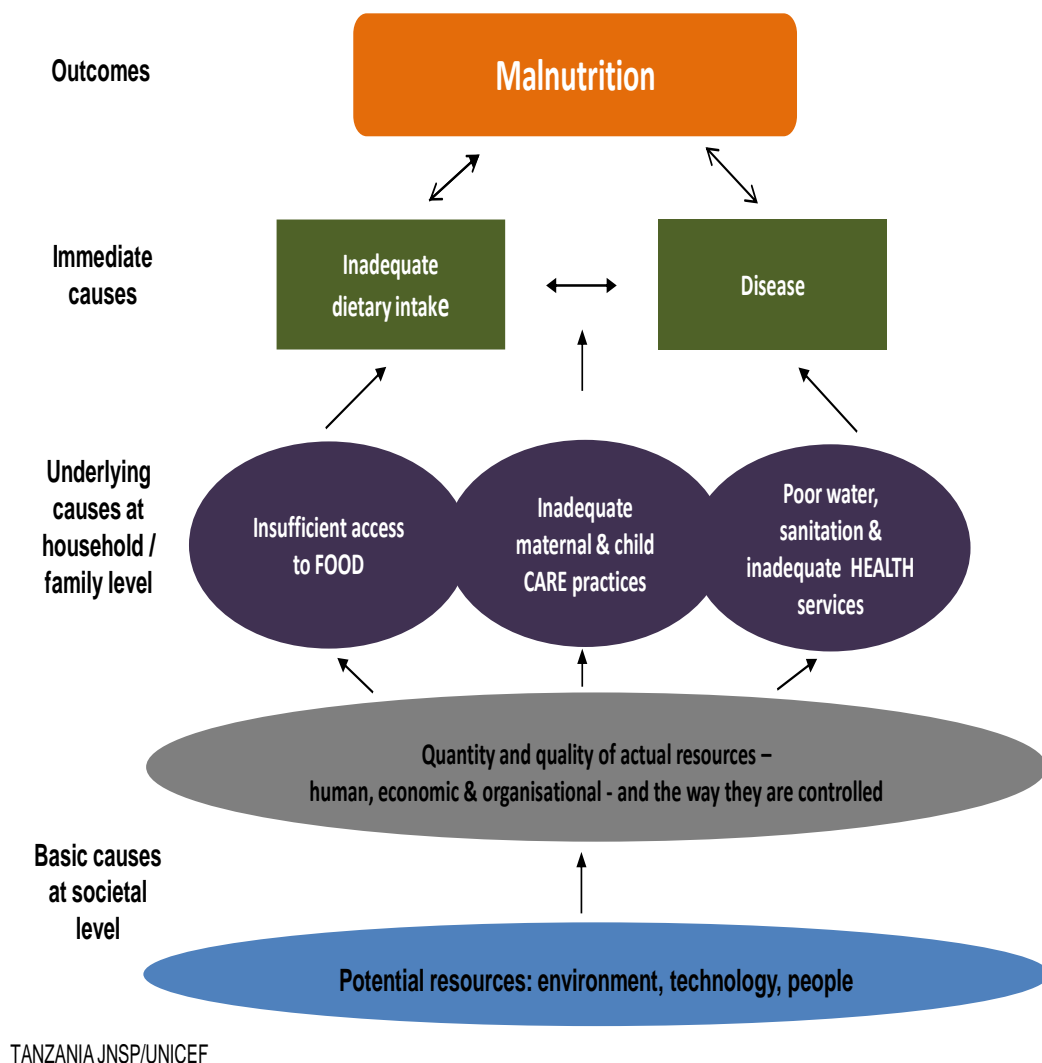 Outcomes
Malnutrition
Immediate
causes
Inadequate
dietary intake
Disease
Underlying
causes at
household /
family level
Insufficient access
to FOOD
Inadequate
maternal & child
CARE practices
Poor water,
sanitation &
inadequate HEALTH
services
Quantity and quality of actual resources –
human, economic & organisational - and the way they are controlled
Basic causes
at societal
level
Potential resources: environment, technology, people
TANZANIA JNSP/UNICEF